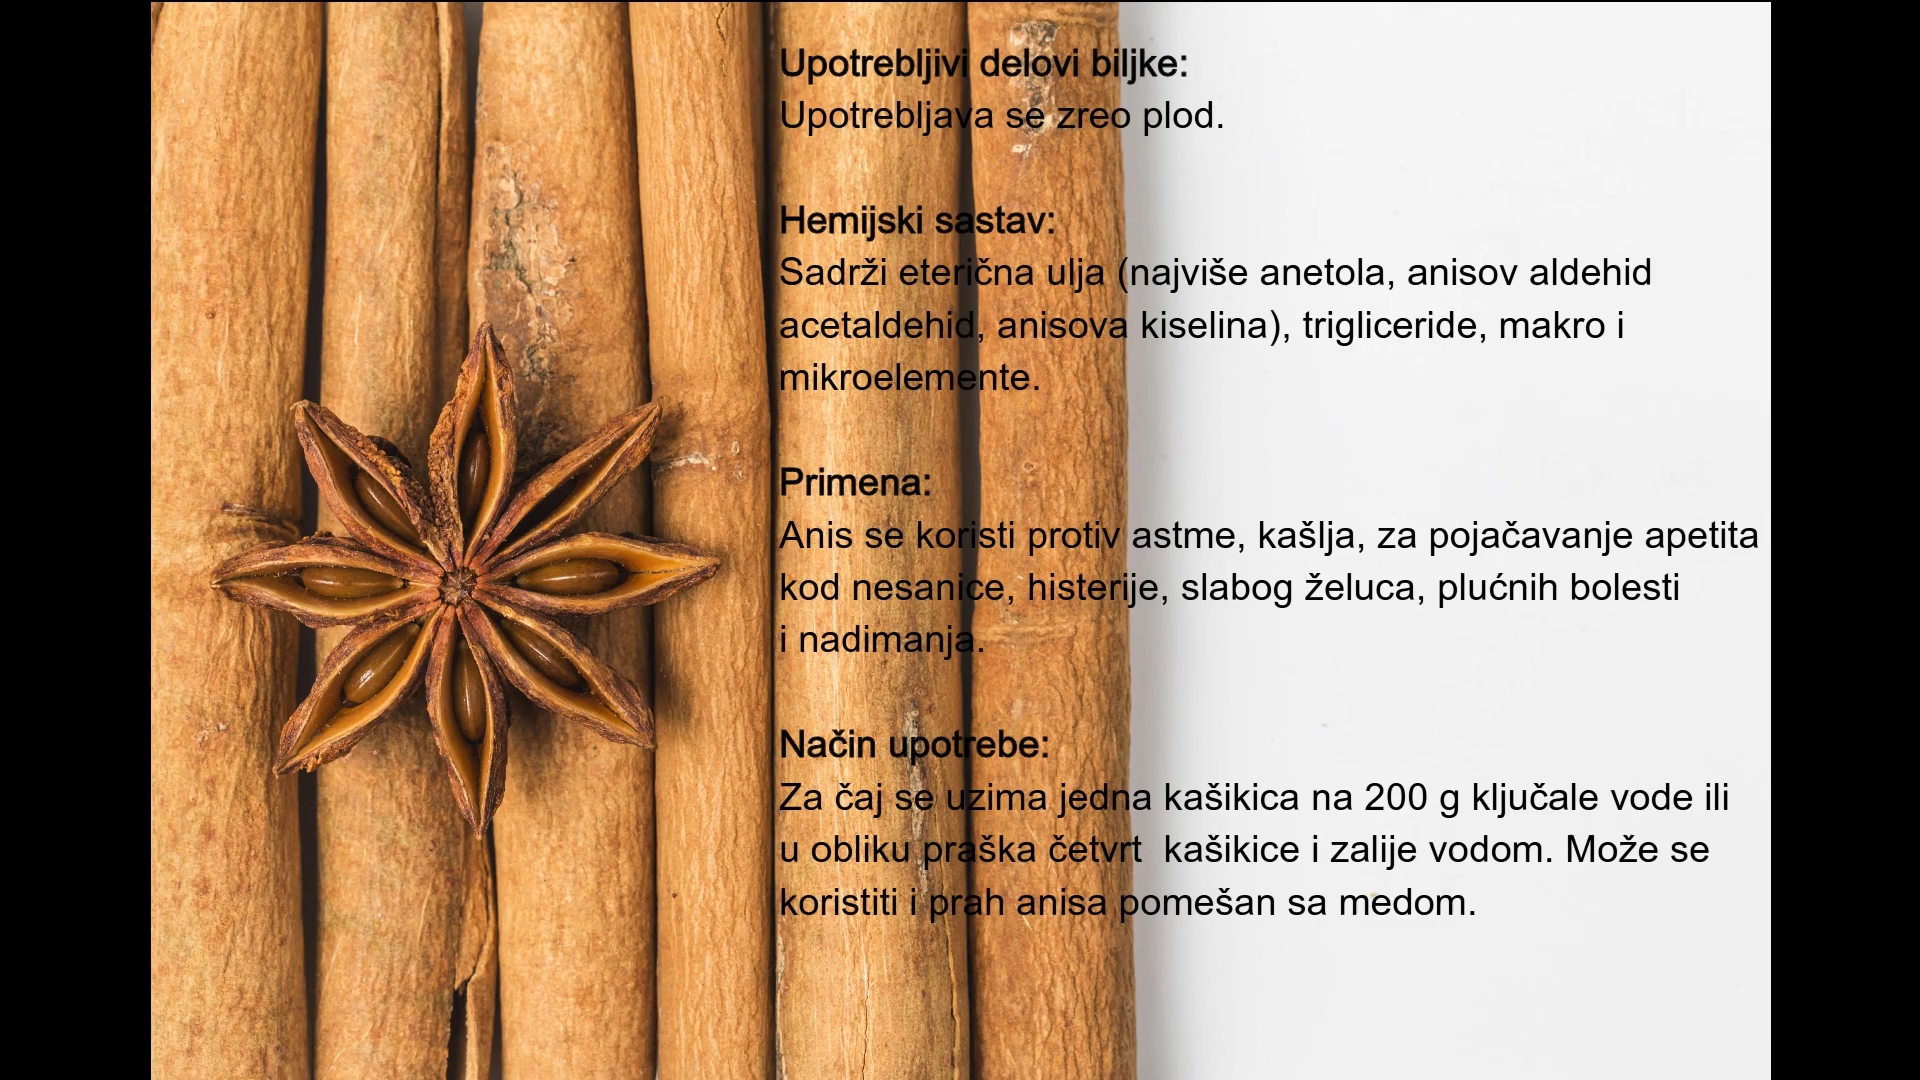 Upotrebljivi delovi biljke:
Upotrebljava se zreo plod.
Hemijski sastav:
Sadrži eterična ulja (najviše anetola, anisov aldehid
acetaldehid, anisova kiselina), trigliceride, makro i
mikroelemente.
Primena:
Anis se koristi protiv astme, kašlja, za pojačavanje apetita
kod nesanice, histerije, slabog želuca, plućnih bolesti
i nadimanja.
Način upotrebe:
Za čaj se uzima jedna kašikica na 200 g ključale vode ili
u obliku praška četvrt  kašikice i zalije vodom. Može se
koristiti i prah anisa pomešan sa medom.